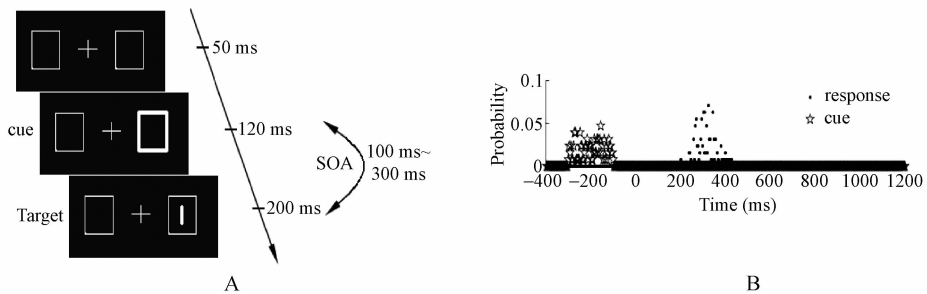 50 ms
cue
120 ms
SOA
100 ms~
300 ms
Target
200 ms
A
Probability
0.1
0.05
0
response
cue
−400 −200 0 200 400 600 800 1000 1200
Time (ms)
B